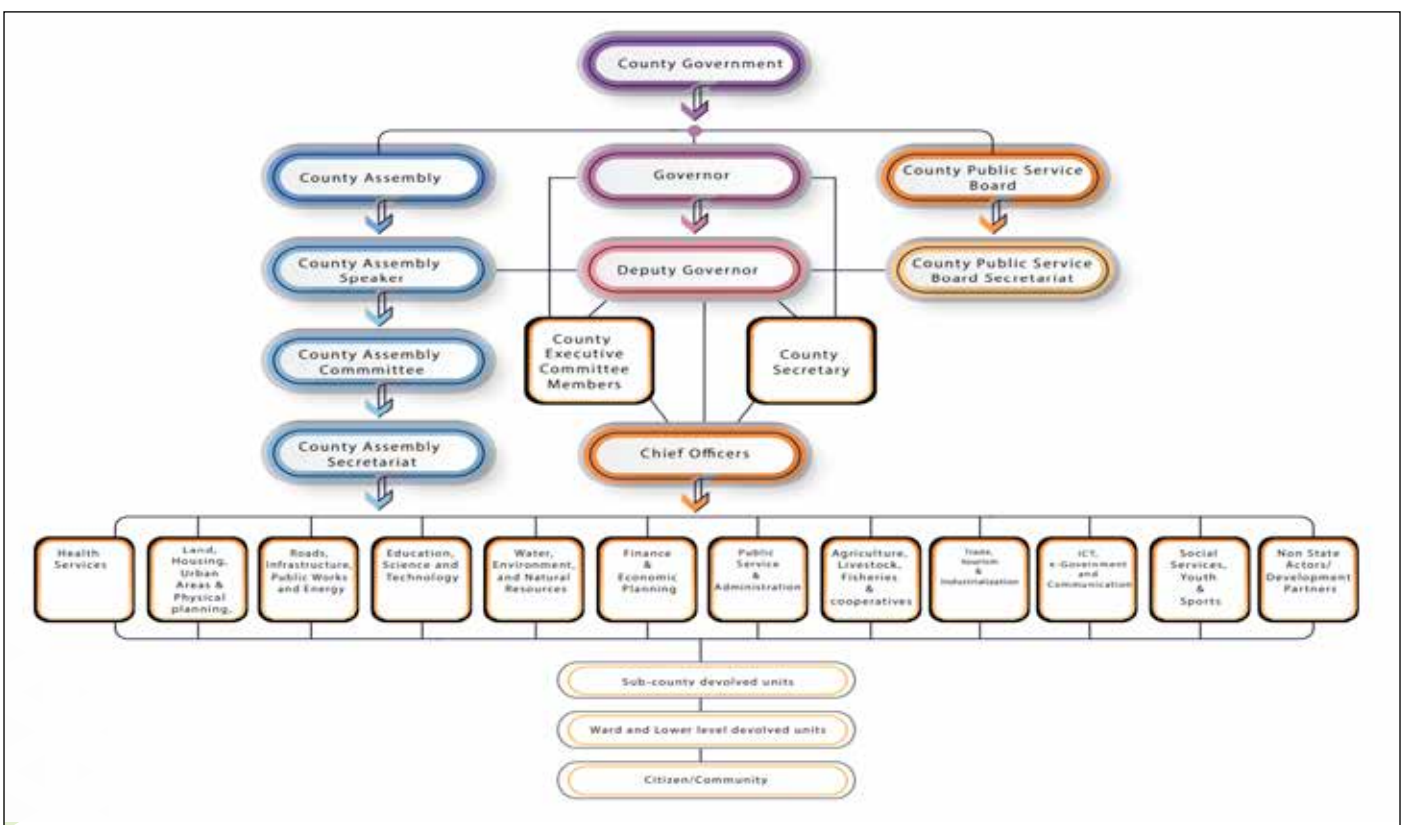 County Government
County Assembly
Governor
County Public Service
Board
County Assembly
Speaker
Deputy Governor
County Public Service
Board Secretariat
County
Executive
Committee
Members
County
Secretary
County Assembly
Commmittee
County Assembly
Secretariat
Chief Officers
Health
Services
Land,
Housing,
Urban
Areas &
Physical
planning,
Roads,
Infrastructure,
Public Works
and Energy
Education,
Science and
Technology
Water,
Environment,
and Natural
Resources
Finance
&
Economic
Planning
Public
Service
&
Administration
Agriculture,
Livestock,
Fisheries
&
cooperatives
Trade,
tourism
&
Industrialization
ICT,
e-Government
and
Communication
Social
Services,
Youth
&
Sports
Non State
Actors/
Development
Partners
Sub-county devolved units
Ward and Lower level devolved units
Citizen/Community